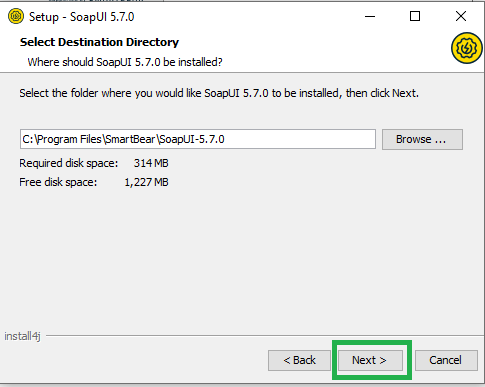 Setup - SoapUI 5.7.0
Select Destination Directory
Where should SoapUI 5.7.0 be installed?
Select the folder where you would like SoapUI 5.7.0 to be installed, then click Next.
C:\Program Files\SmartBear\SoapUI-5.7.0
Browse ...
Required disk space: 314 MB
Free disk space: 1,227 MB
install4j
< Back
Next >
Cancel